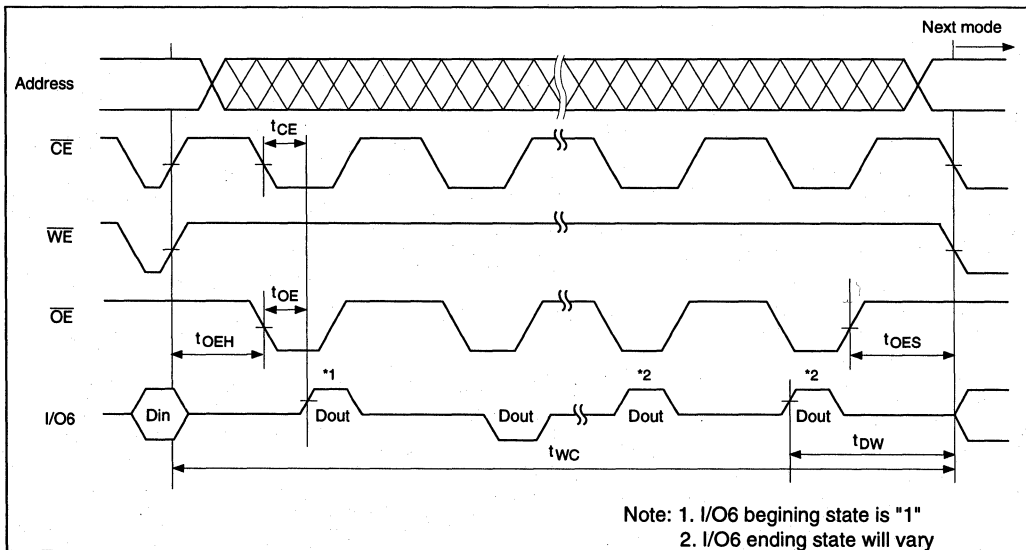 Next mode
Address
tCE
CE
WE
tOE
OE
tOEH
tOES
*1 *2 *2
I/O6 Din Dout Dout Dout Dout
tDW
tWC
Note: 1. I/O6 begining state is "1"
2. I/O6 ending state will vary